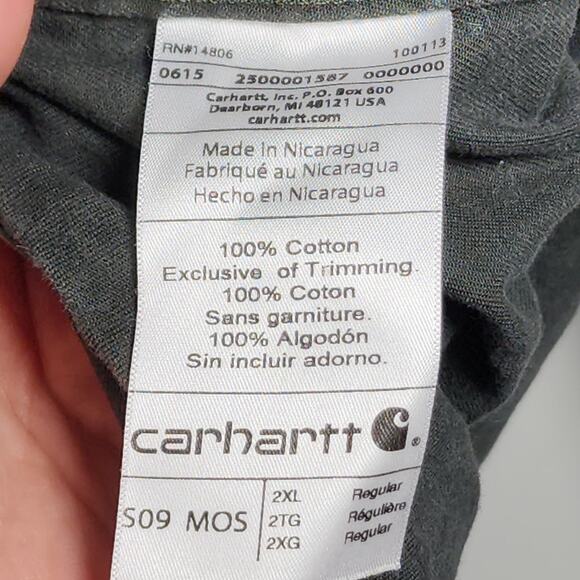 RN#14806 100113
0615 2500001587 0000000
Carhartt, Inc. P.O. Box 600
Dearborn, MI 48121 USA
carhartt.com
Made in Nicaragua
Fabriqué au Nicaragua
Hecho en Nicaragua
100% Cotton
Exclusive of Trimming.
100% Coton
Sans garniture.
100% Algodón
Sin incluir adorno.
carhartt ®
S09 MOS
2XL Regular
2TG Régulière
2XG Regular